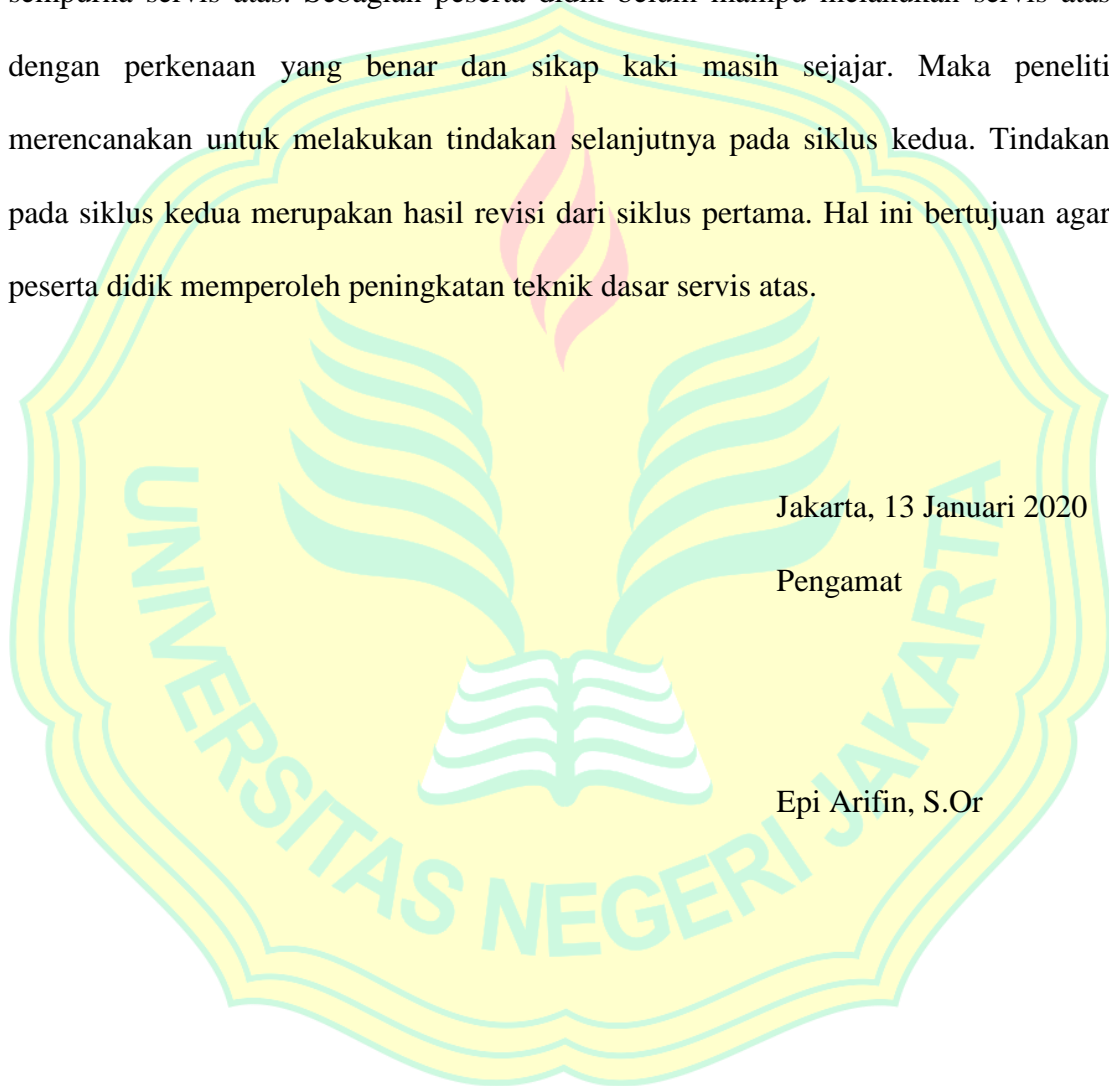 sempurna servis atas. Sebagian peserta didik belum mampu melakukan servis atas
dengan perkenaan yang benar dan sikap kaki masih sejajar. Maka peneliti
merencanakan untuk melakukan tindakan selanjutnya pada siklus kedua. Tindakan
pada siklus kedua merupakan hasil revisi dari siklus pertama. Hal ini bertujuan agar
peserta didik memperoleh peningkatan teknik dasar servis atas.
Jakarta, 13 Januari 2020
Pengamat
Epi Arifin, S.Or
UNIVERSITAS NEGERI JAKARTA